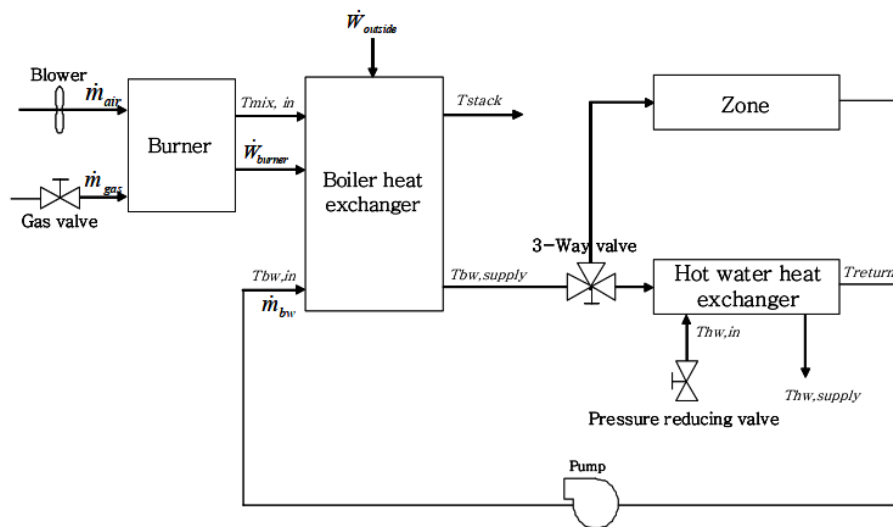 Ẇoutside
Blower
ṁair
Tmix, in
Tstack
Zone
Burner
Ẇburner
ṁgas
Boiler heat
exchanger
Gas valve
3-Way valve
Tbw,in
Tbw,supply
Hot water heat
exchanger
Treturn
ṁbw
Thw,in
Thw,supply
Pressure reducing valve
Pump